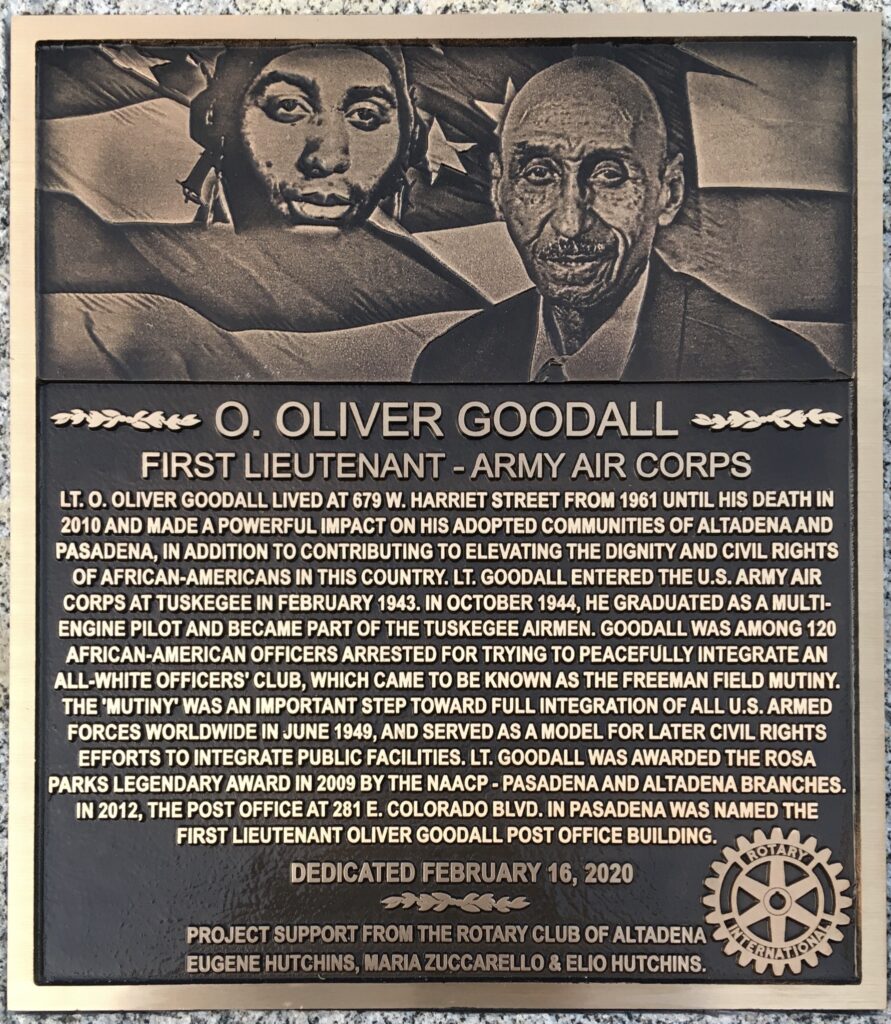 O. OLIVER GOODALL
FIRST LIEUTENANT - ARMY AIR CORPS
LT. O. OLIVER GOODALL LIVED AT 679 W. HARRIET STREET FROM 1961 UNTIL HIS DEATH IN
2010 AND MADE A POWERFUL IMPACT ON HIS ADOPTED COMMUNITIES OF ALTADENA AND
PASADENA, IN ADDITION TO CONTRIBUTING TO ELEVATING THE DIGNITY AND CIVIL RIGHTS
OF AFRICAN-AMERICANS IN THIS COUNTRY. LT. GOODALL ENTERED THE U.S. ARMY AIR
CORPS AT TUSKEGEE IN FEBRUARY 1943. IN OCTOBER 1944, HE GRADUATED AS A MULTI-
ENGINE PILOT AND BECAME PART OF THE TUSKEGEE AIRMEN. GOODALL WAS AMONG 120
AFRICAN-AMERICAN OFFICERS ARRESTED FOR TRYING TO PEACEFULLY INTEGRATE AN
ALL-WHITE OFFICERS' CLUB, WHICH CAME TO BE KNOWN AS THE FREEMAN FIELD MUTINY.
THE 'MUTINY' WAS AN IMPORTANT STEP TOWARD FULL INTEGRATION OF ALL U.S. ARMED
FORCES WORLDWIDE IN JUNE 1949, AND SERVED AS A MODEL FOR LATER CIVIL RIGHTS
EFFORTS TO INTEGRATE PUBLIC FACILITIES. LT. GOODALL WAS AWARDED THE ROSA
PARKS LEGENDARY AWARD IN 2009 BY THE NAACP - PASADENA AND ALTADENA BRANCHES.
IN 2012, THE POST OFFICE AT 281 E. COLORADO BLVD. IN PASADENA WAS NAMED THE
FIRST LIEUTENANT OLIVER GOODALL POST OFFICE BUILDING.
DEDICATED FEBRUARY 16, 2020
PROJECT SUPPORT FROM THE ROTARY CLUB OF ALTADENA
EUGENE HUTCHINS, MARIA ZUCCARELLO & ELIO HUTCHINS.
ROTARY
INTERNATIONAL